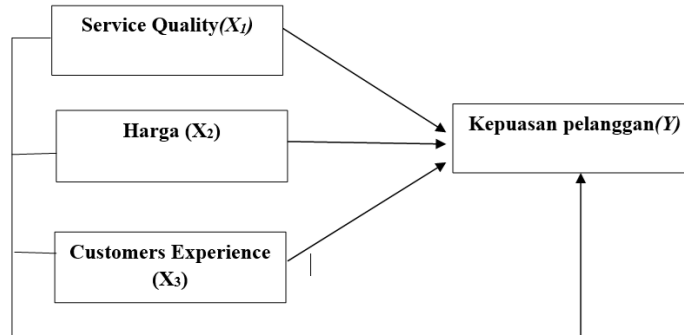 Service Quality(X₁)
Harga (X₂)
Kepuasan pelanggan(Y)
Customers Experience
(X₃)